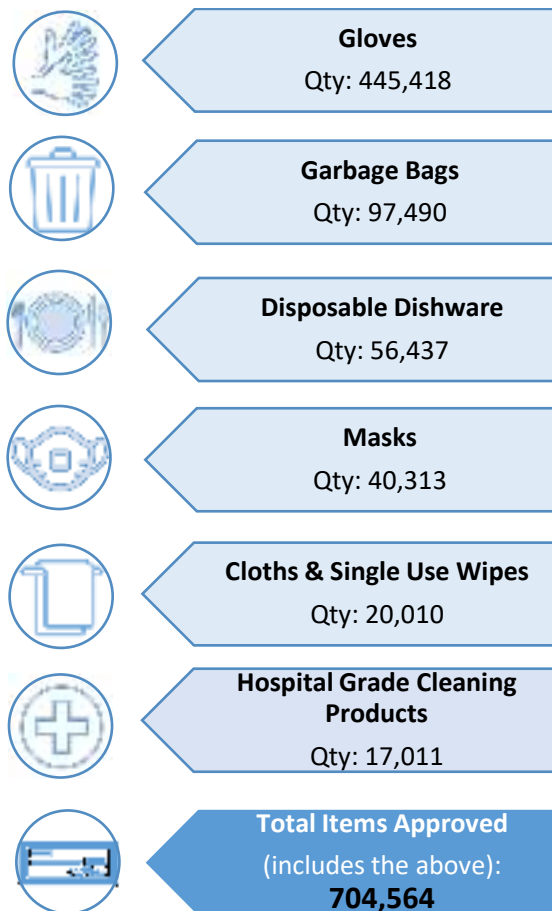 Gloves
Qty: 445,418
Garbage Bags
Qty: 97,490
Disposable Dishware
Qty: 56,437
Masks
Qty: 40,313
Cloths & Single Use Wipes
Qty: 20,010
Hospital Grade Cleaning
Products
Qty: 17,011
Total Items Approved
(includes the above):
704,564